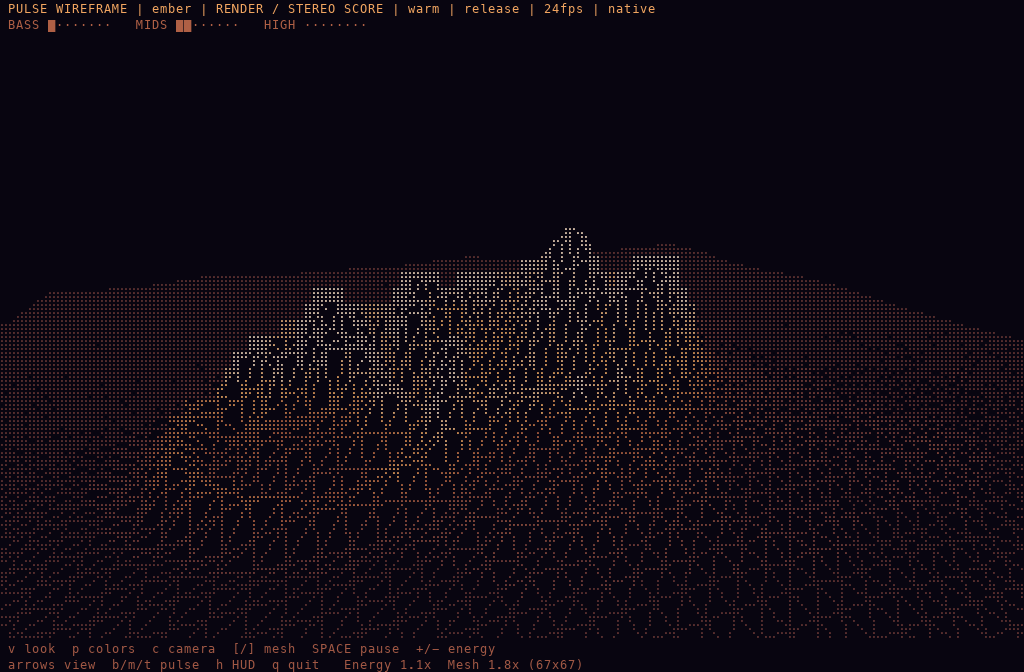 PULSE WIREFRAME | ember | RENDER / STEREO SCORE | warm | release | 24fps | native
BASS █······· MIDS ██······ HIGH ········
v look p colors c camera [/] mesh SPACE pause +/− energy
arrows view b/m/t pulse h HUD q quit Energy 1.1x Mesh 1.8x (67x67)